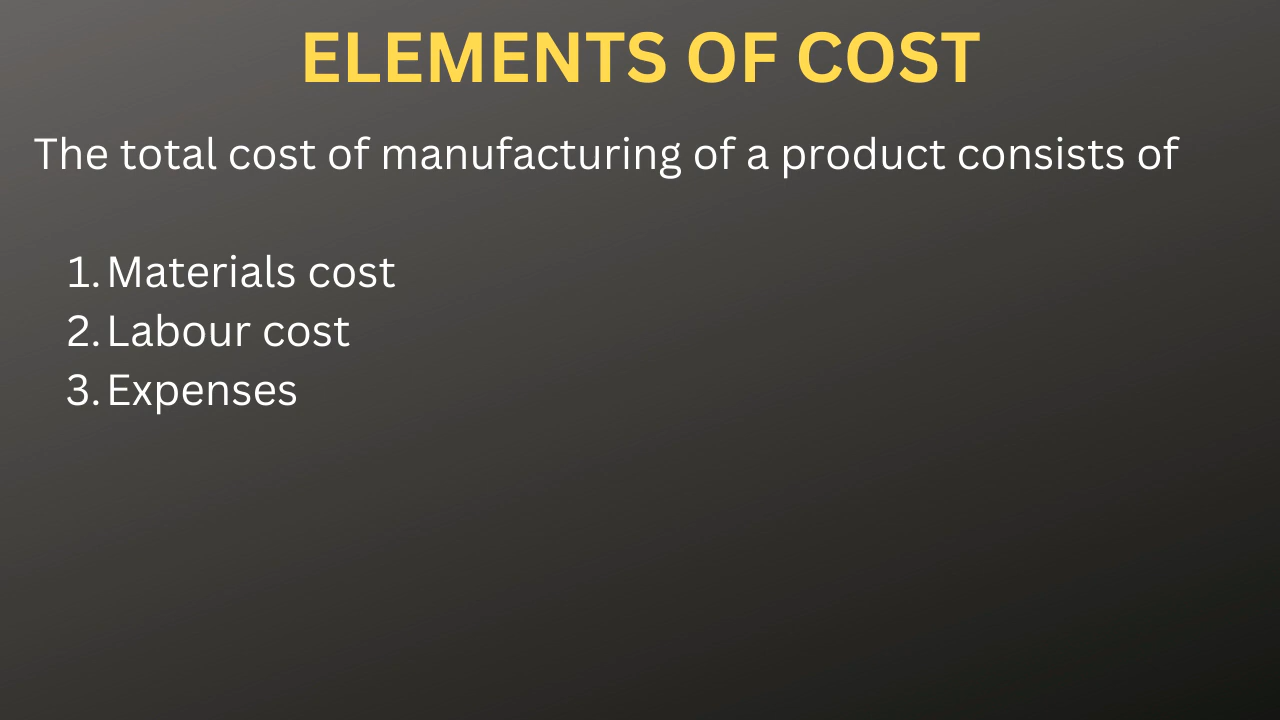 ELEMENTS OF COST
The total cost of manufacturing of a product consists of
1. Materials cost
2. Labour cost
3. Expenses